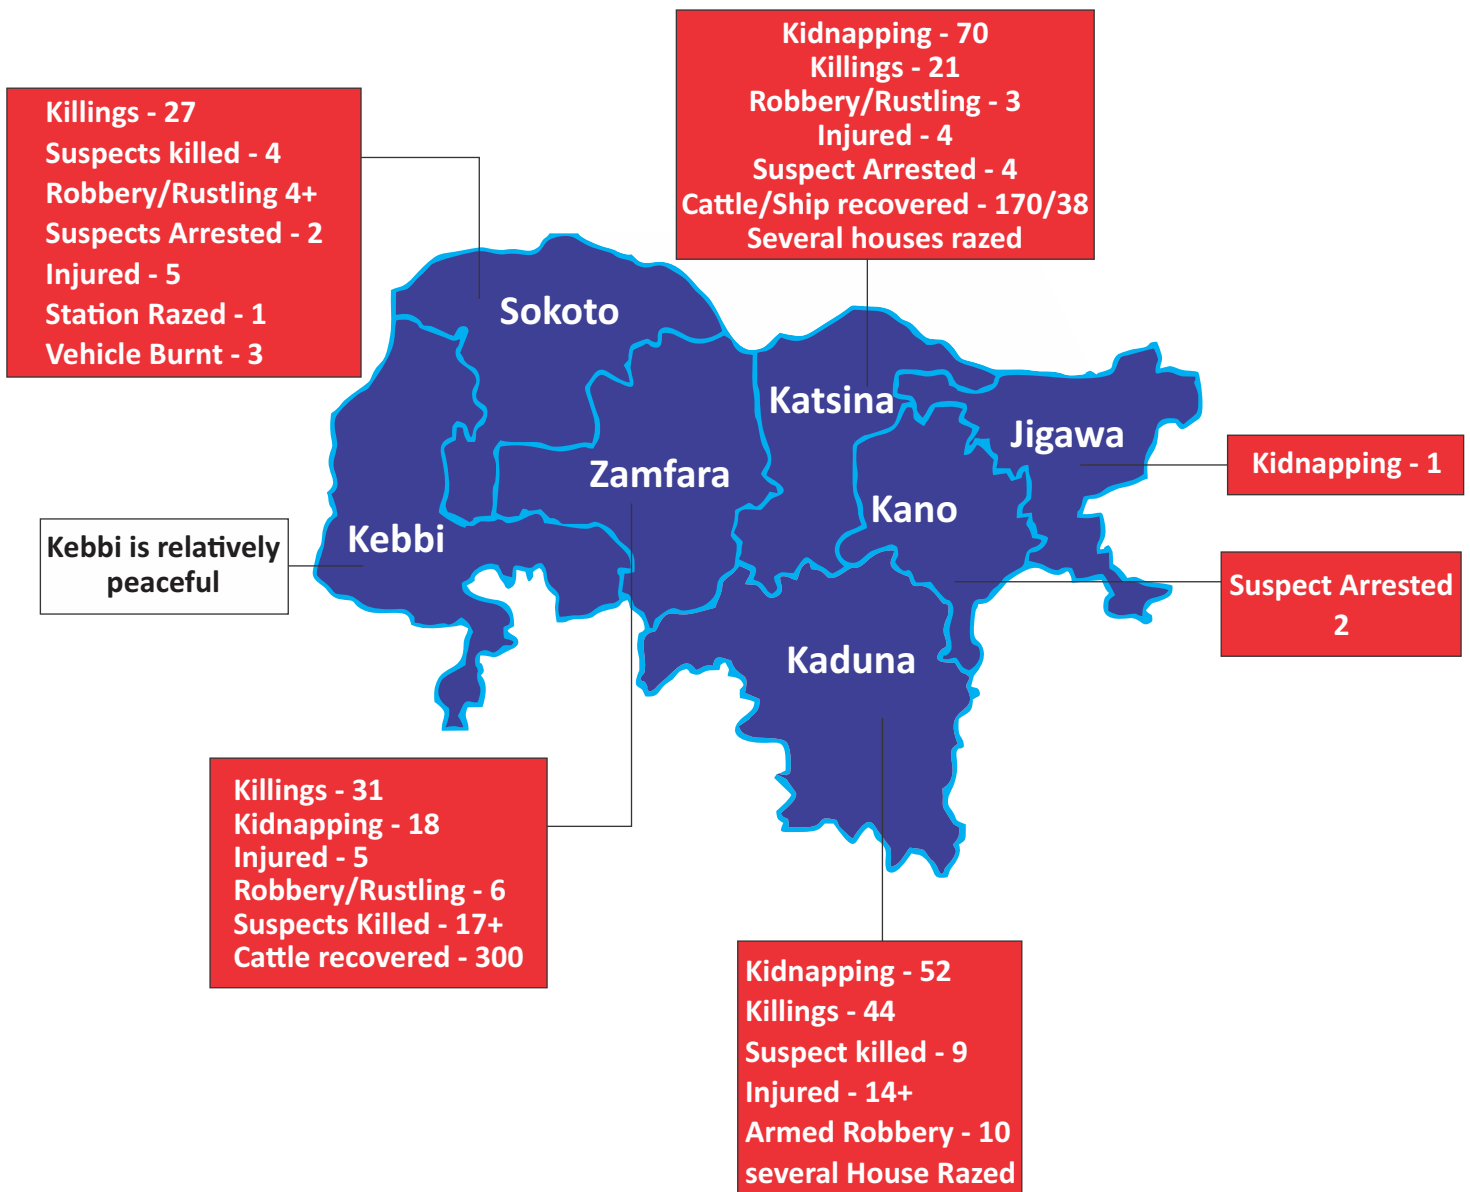 Kidnapping - 70
Killings - 21
Robbery/Rustling - 3
Injured - 4
Suspect Arrested - 4
Cattle/Ship recovered - 170/38
Several houses razed
Killings - 27
Suspects killed - 4
Robbery/Rustling 4+
Suspects Arrested - 2
Injured - 5
Station Razed - 1
Vehicle Burnt - 3
Sokoto
Katsina
Jigawa
Zamfara
Kano
Kebbi
Kaduna
Kidnapping - 1
Kebbi is relatively
peaceful
Suspect Arrested
2
Killings - 31
Kidnapping - 18
Injured - 5
Robbery/Rustling - 6
Suspects Killed - 17+
Cattle recovered - 300
Kidnapping - 52
Killings - 44
Suspect killed - 9
Injured - 14+
Armed Robbery - 10
several House Razed